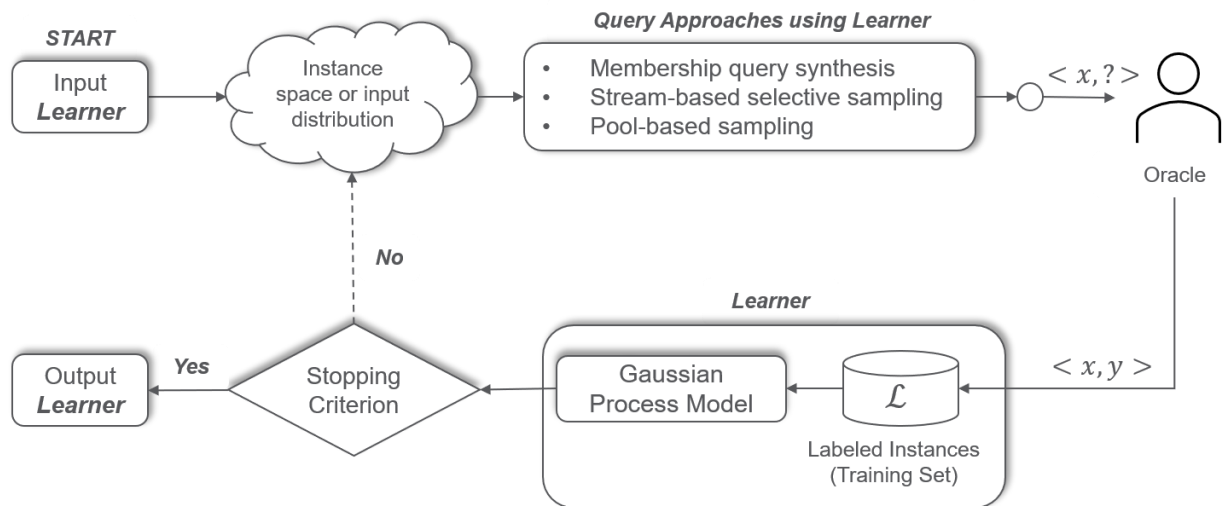 START
Input
Learner
Instance
space or input
distribution
Query Approaches using Learner
• Membership query synthesis
• Stream-based selective sampling
• Pool-based sampling
< x, ? >
Oracle
No
Learner
Output
Learner
Yes
Stopping
Criterion
Gaussian
Process Model
ℒ
Labeled Instances
(Training Set)
< x, y >